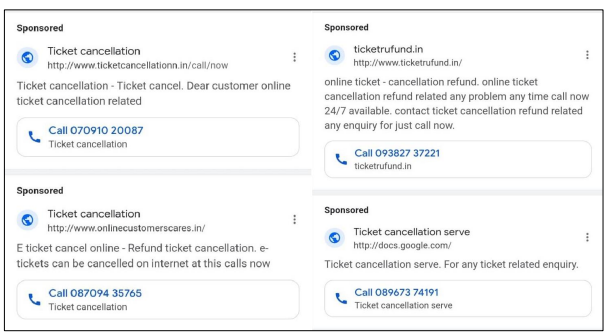 Sponsored
Ticket cancellation
http://www.ticketcancellationn.in/call/now
Ticket cancellation - Ticket cancel. Dear customer online
ticket cancellation related
Call 070910 20087
Ticket cancellation
Sponsored
Ticket cancellation
http://www.onlinecustomerscares.in/
E ticket cancel online - Refund ticket cancellation. e-
tickets can be cancelled on internet at this calls now
Call 087094 35765
Ticket cancellation
Sponsored
ticketrufund.in
http://www.ticketrufund.in/
online ticket - cancellation refund. online ticket
cancellation refund related any problem any time call now
24/7 available. contact ticket cancellation refund related
any enquiry for just call now.
Call 093827 37221
ticketrufund.in
Sponsored
Ticket cancellation serve
http://docs.google.com/
Ticket cancellation serve. For any ticket related enquiry.
Call 089673 74191
Ticket cancellation serve